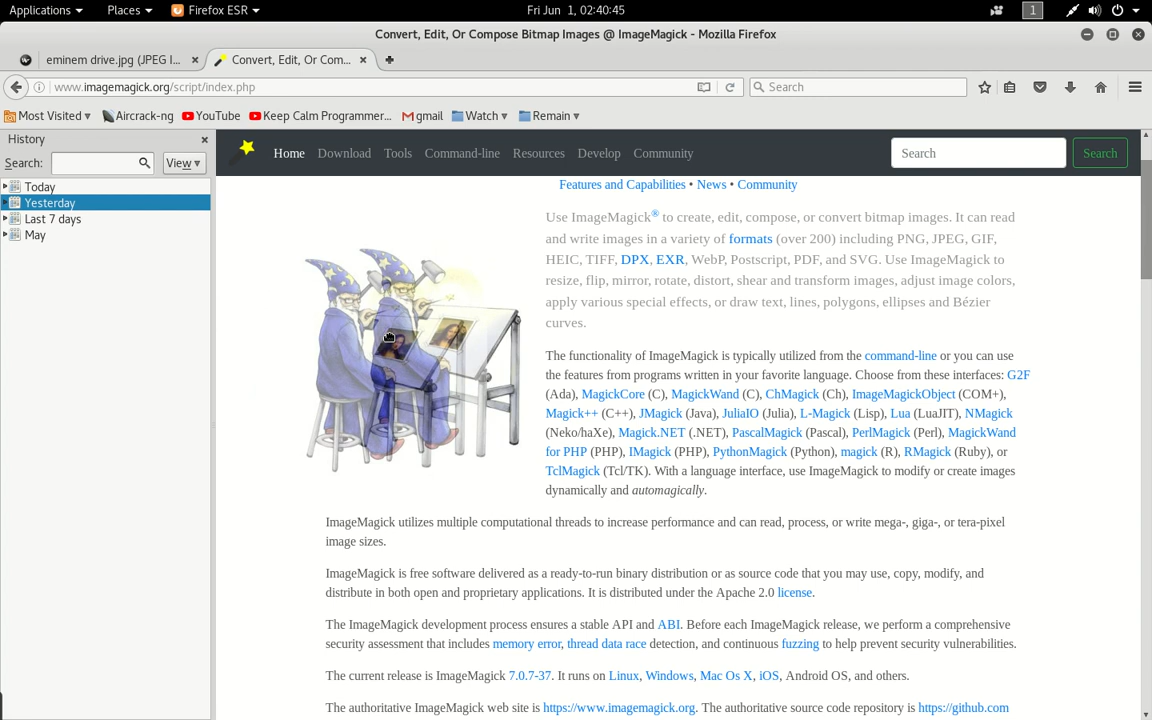 Applications ▾ Places ▾ Firefox ESR ▾ Fri Jun 1, 02:40:45 1
Convert, Edit, Or Compose Bitmap Images @ ImageMagick - Mozilla Firefox
eminem drive.jpg (JPEG I... × Convert, Edit, Or Com... ×
www.imagemagick.org/script/index.php Search
Most Visited ▾ Aircrack-ng YouTube Keep Calm Programmer... gmail Watch ▾ Remain ▾
History ×
Search: View ▾
Today
Yesterday
Last 7 days
May
Home Download Tools Command-line Resources Develop Community Search Search
Features and Capabilities • News • Community
Use ImageMagick® to create, edit, compose, or convert bitmap images. It can read
and write images in a variety of formats (over 200) including PNG, JPEG, GIF,
HEIC, TIFF, DPX, EXR, WebP, Postscript, PDF, and SVG. Use ImageMagick to
resize, flip, mirror, rotate, distort, shear and transform images, adjust image colors,
apply various special effects, or draw text, lines, polygons, ellipses and Bézier
curves.
The functionality of ImageMagick is typically utilized from the command-line or you can use
the features from programs written in your favorite language. Choose from these interfaces: G2F
(Ada), MagickCore (C), MagickWand (C), ChMagick (Ch), ImageMagickObject (COM+),
Magick++ (C++), JMagick (Java), JuliaIO (Julia), L-Magick (Lisp), Lua (LuaJIT), NMagick
(Neko/haXe), Magick.NET (.NET), PascalMagick (Pascal), PerlMagick (Perl), MagickWand
for PHP (PHP), IMagick (PHP), PythonMagick (Python), magick (R), RMagick (Ruby), or
TclMagick (Tcl/TK). With a language interface, use ImageMagick to modify or create images
dynamically and automagically.
ImageMagick utilizes multiple computational threads to increase performance and can read, process, or write mega-, giga-, or tera-pixel
image sizes.
ImageMagick is free software delivered as a ready-to-run binary distribution or as source code that you may use, copy, modify, and
distribute in both open and proprietary applications. It is distributed under the Apache 2.0 license.
The ImageMagick development process ensures a stable API and ABI. Before each ImageMagick release, we perform a comprehensive
security assessment that includes memory error, thread data race detection, and continuous fuzzing to help prevent security vulnerabilities.
The current release is ImageMagick 7.0.7-37. It runs on Linux, Windows, Mac Os X, iOS, Android OS, and others.
The authoritative ImageMagick web site is https://www.imagemagick.org. The authoritative source code repository is https://github.com